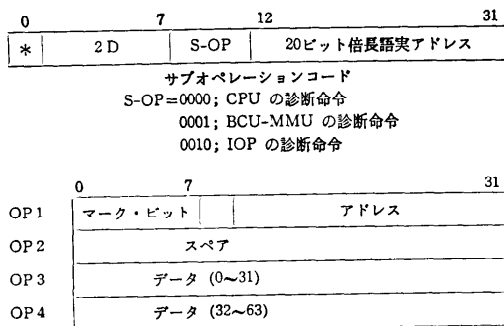 0 7 12 31
* 2D S-OP 20ビット倍長語実アドレス
サブオペレーションコード
S-OP=0000; CPU の診断命令
0001; BCU-MMU の診断命令
0010; IOP の診断命令
0 7 31
OP1 マーク・ビット アドレス
OP2 スペア
OP3 データ (0~31)
OP4 データ (32~63)